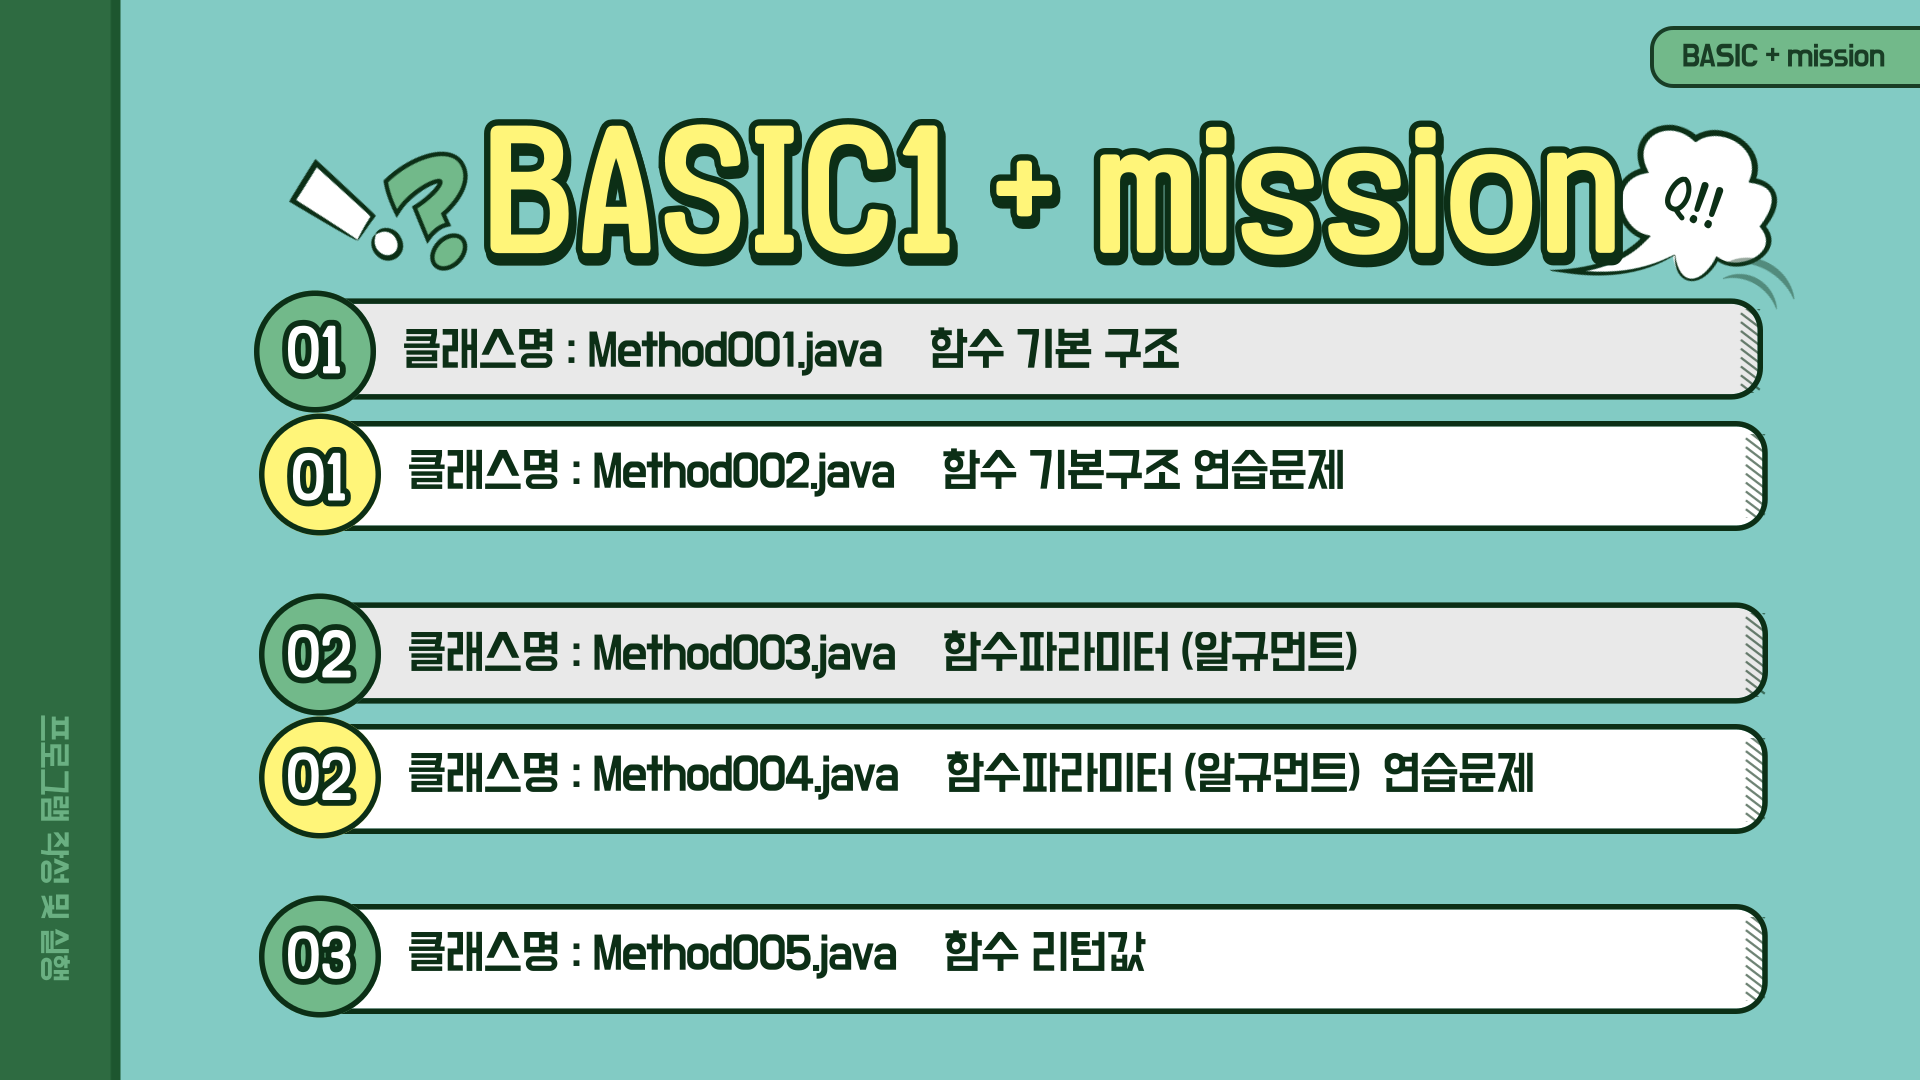 BASIC + mission
BASIC1 + mission
Q!!
01 클래스명 : Method001.java 함수 기본 구조
01 클래스명 : Method002.java 함수 기본구조 연습문제
02 클래스명 : Method003.java 함수파라미터 (알규먼트)
02 클래스명 : Method004.java 함수파라미터 (알규먼트) 연습문제
03 클래스명 : Method005.java 함수 리턴값
프로그램 작성 및 실행